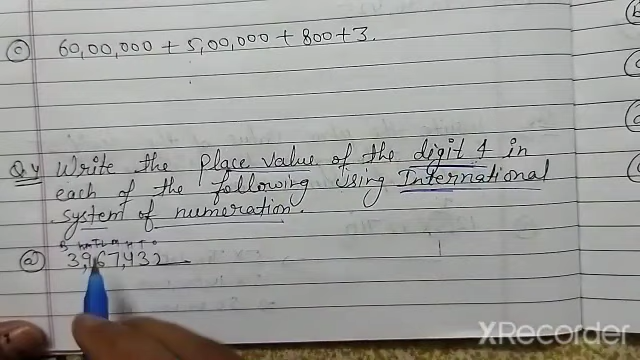 (c) 60,00,000 + 5,00,000 + 800 + 3.
Q4 Write the place value of the digit 4 in
each of the following using International
system of numeration.
(a) 3,967,432
XRecorder